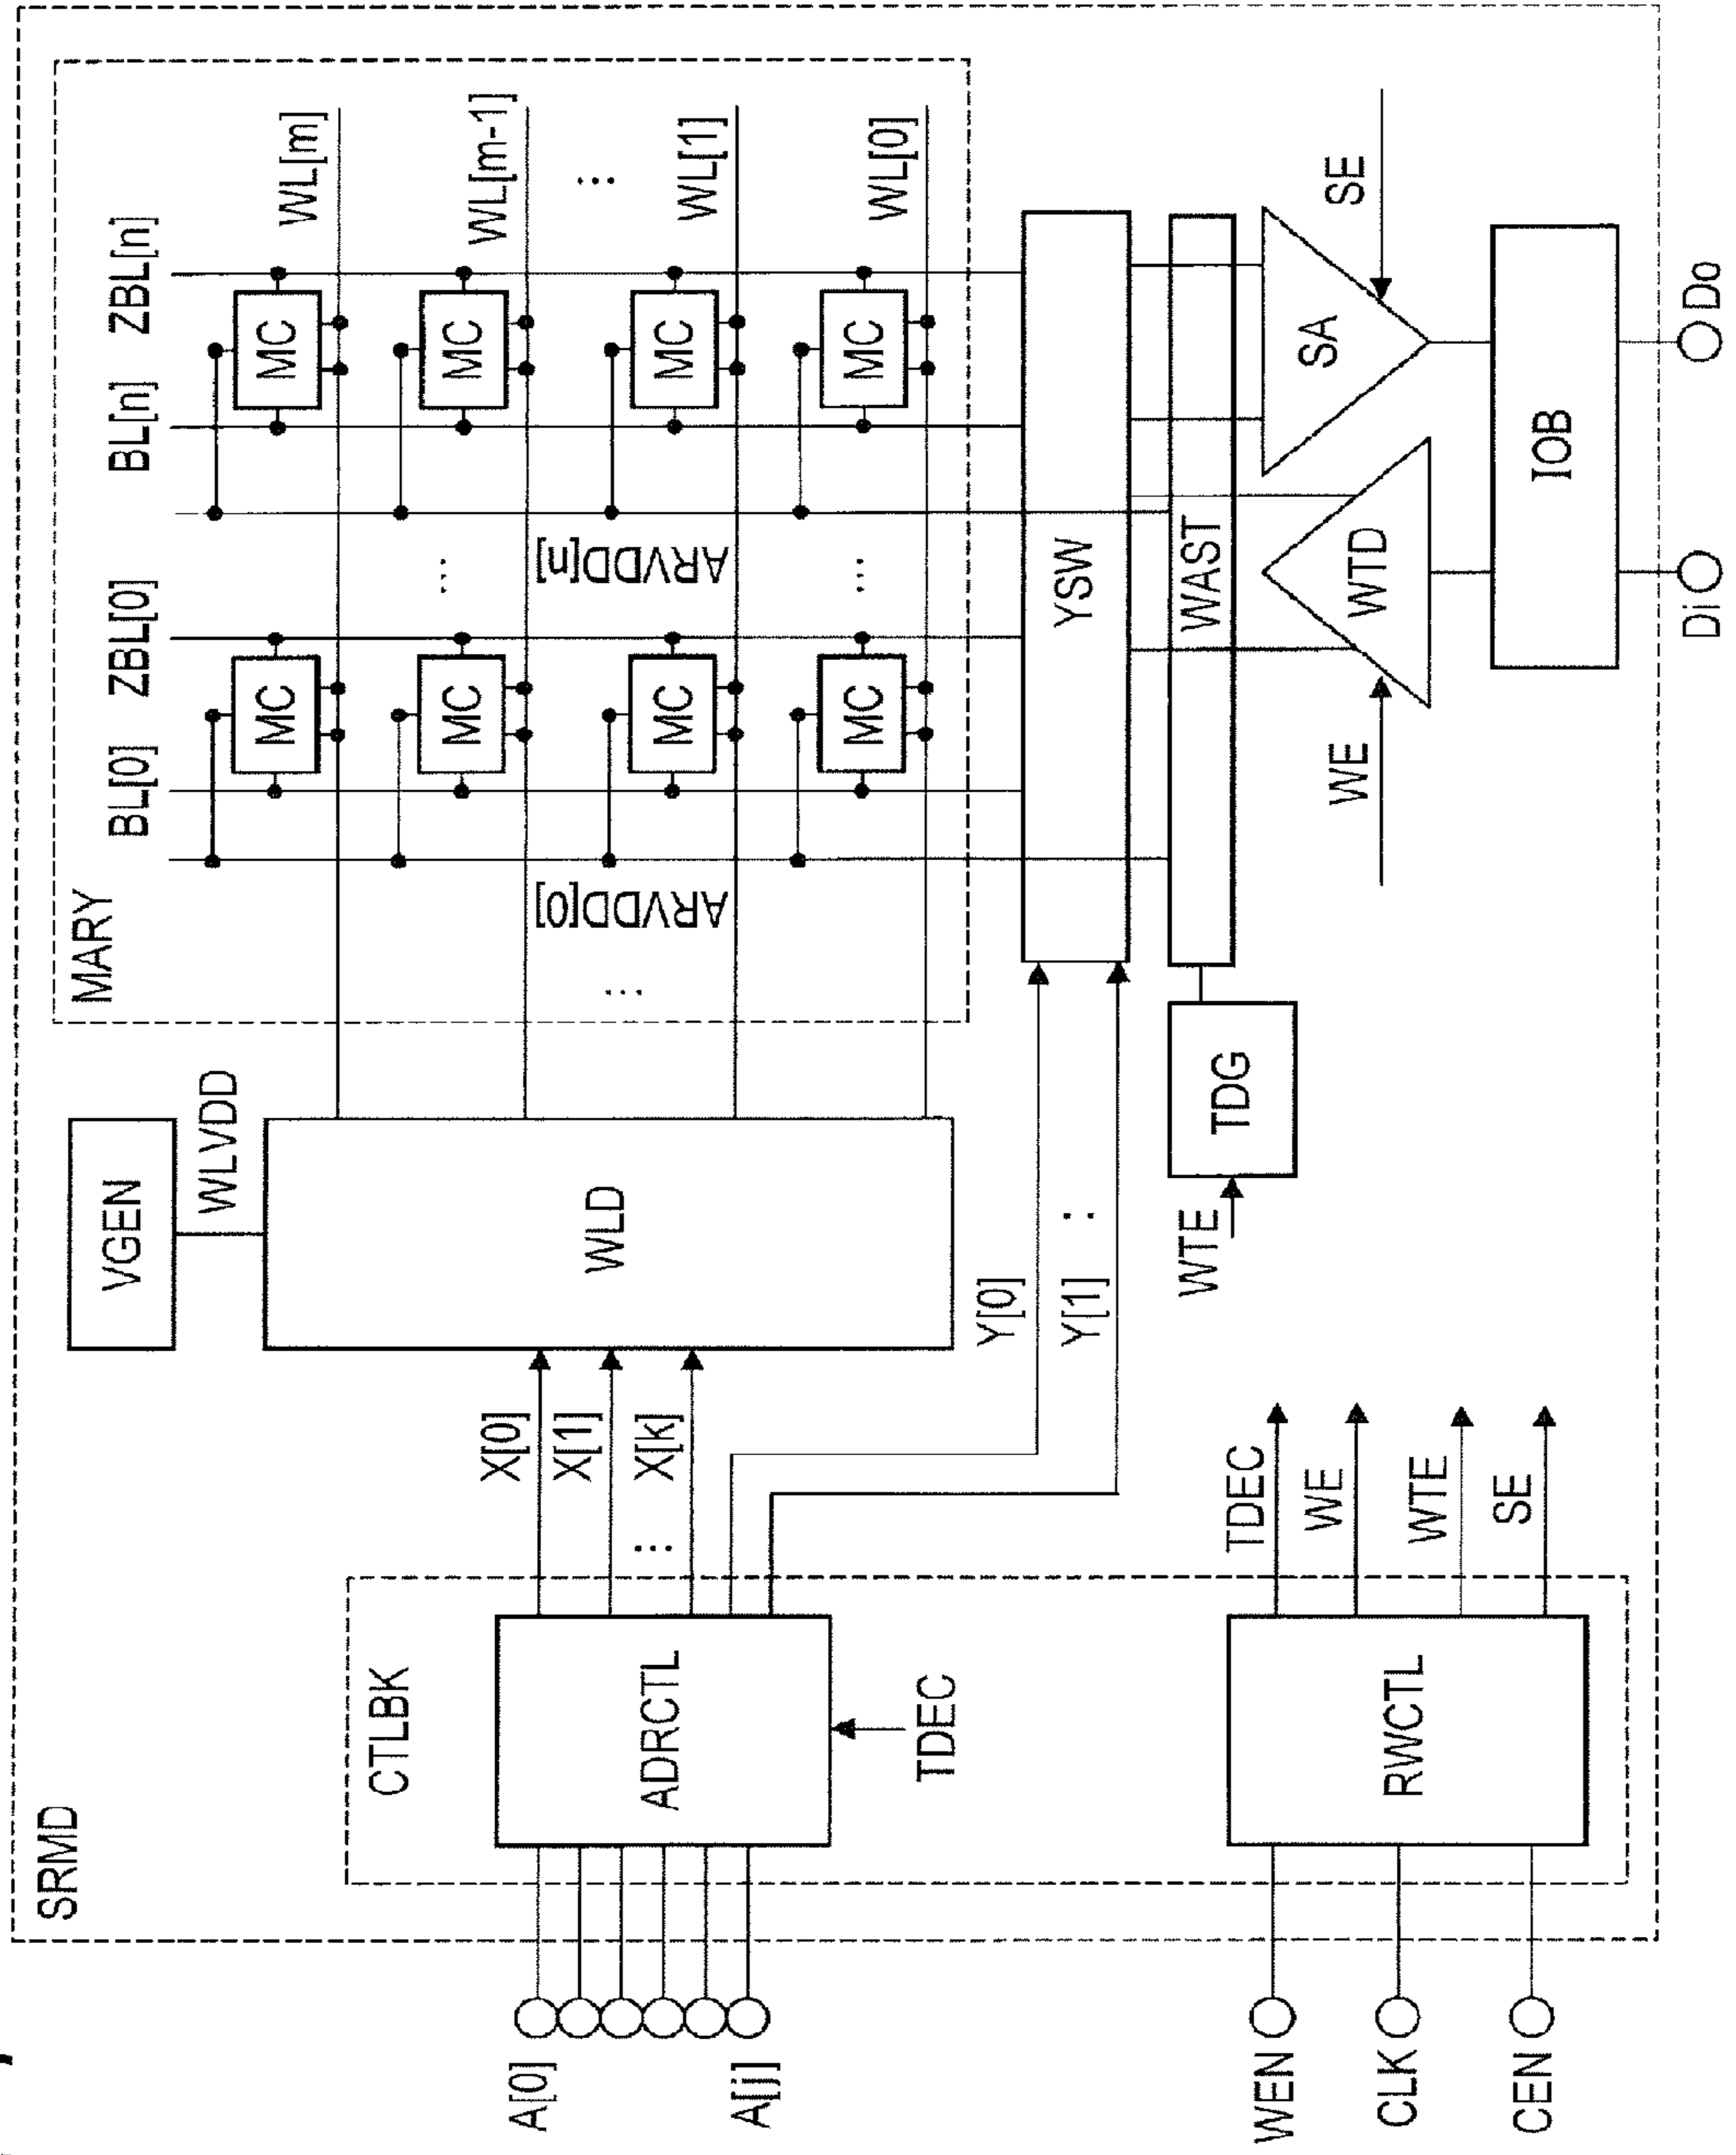 SRMD
MARY
BL[0] ZBL[0] BL[n] ZBL[n]
VGEN
WLVDD
WLD
MC
MC
WL[m]
MC
MC
WL[m-1]
...
...
MC
MC
WL[1]
MC
MC
WL[0]
...
...
ARVDD[0]
ARVDD[n]
CTLBK
A[0]
A[j]
ADRCTL
TDEC
X[0]
X[1]
...
X[k]
Y[0]
Y[1]
..
YSW
WAST
TDG
WTE
WE
WTD
SA
SE
IOB
Di
Do
WEN
CLK
CEN
RWCTL
TDEC
WE
WTE
SE